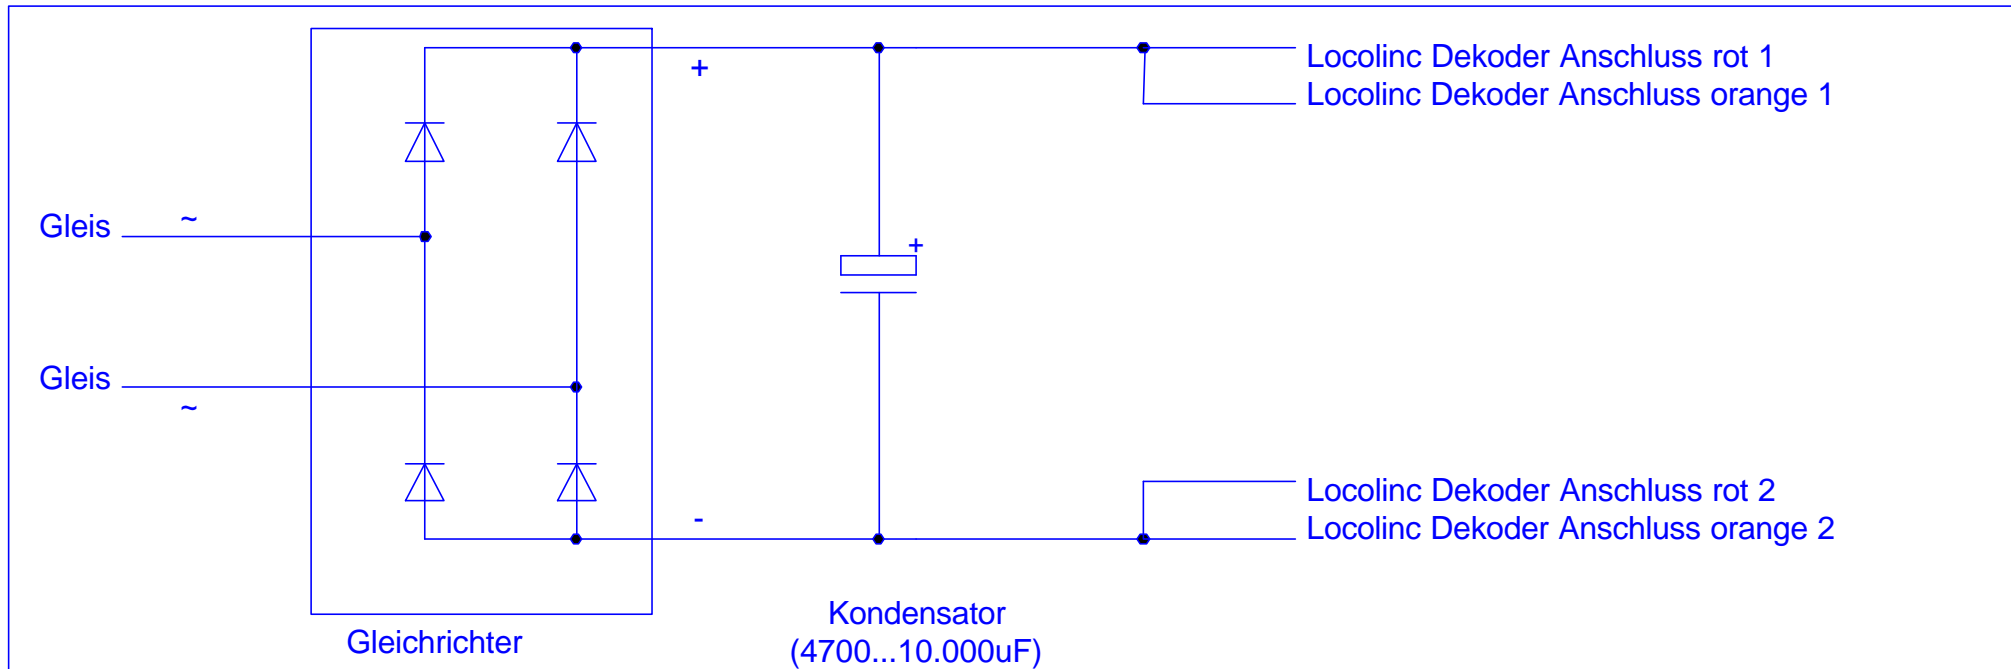 +
Locolinc Dekoder Anschluss rot 1
Locolinc Dekoder Anschluss orange 1
Gleis ~
+
Gleis
~
Locolinc Dekoder Anschluss rot 2
-
Locolinc Dekoder Anschluss orange 2
Gleichrichter
Kondensator
(4700...10.000uF)